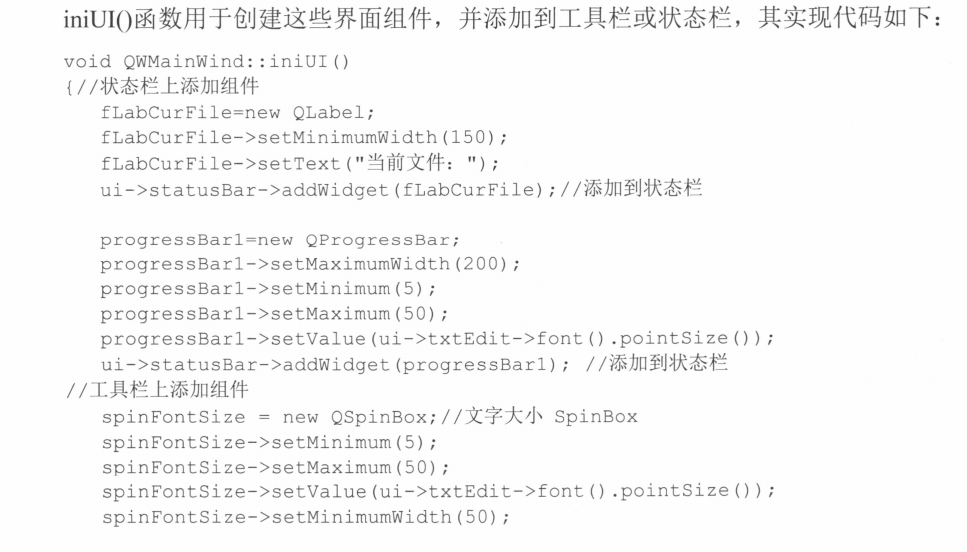 iniUI()函数用于创建这些界面组件，并添加到工具栏或状态栏，其实现代码如下：
void QWMainWind::iniUI()
{//状态栏上添加组件
fLabCurFile=new QLabel;
fLabCurFile->setMinimumWidth(150);
fLabCurFile->setText("当前文件：");
ui->statusBar->addWidget(fLabCurFile);//添加到状态栏
progressBar1=new QProgressBar;
progressBar1->setMaximumWidth(200);
progressBar1->setMinimum(5);
progressBar1->setMaximum(50);
progressBar1->setValue(ui->txtEdit->font().pointSize());
ui->statusBar->addWidget(progressBar1); //添加到状态栏
//工具栏上添加组件
spinFontSize = new QSpinBox;//文字大小 SpinBox
spinFontSize->setMinimum(5);
spinFontSize->setMaximum(50);
spinFontSize->setValue(ui->txtEdit->font().pointSize());
spinFontSize->setMinimumWidth(50);